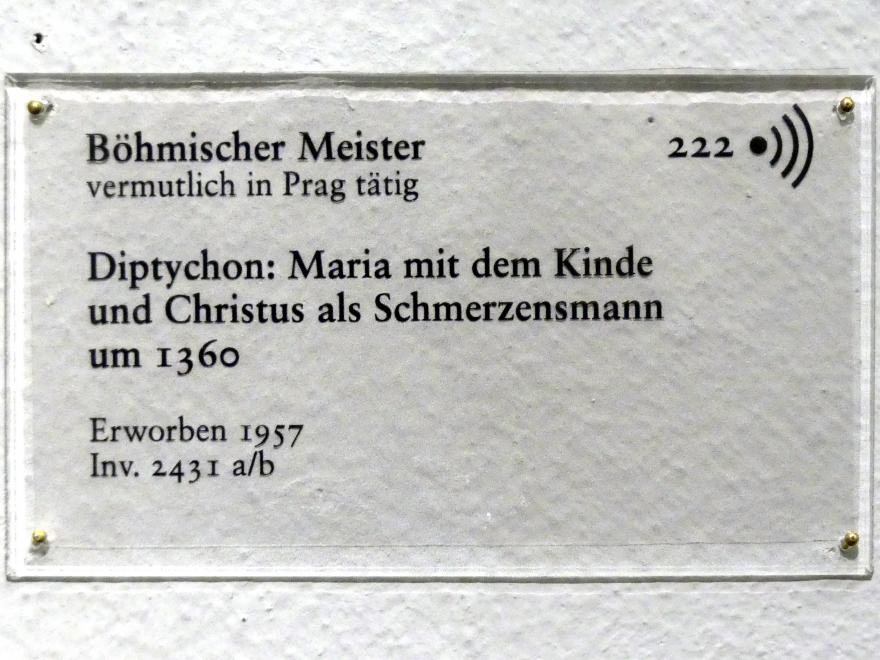 Böhmischer Meister
vermutlich in Prag tätig
222
Diptychon: Maria mit dem Kinde
und Christus als Schmerzensmann
um 1360
Erworben 1957
Inv. 2431 a/b